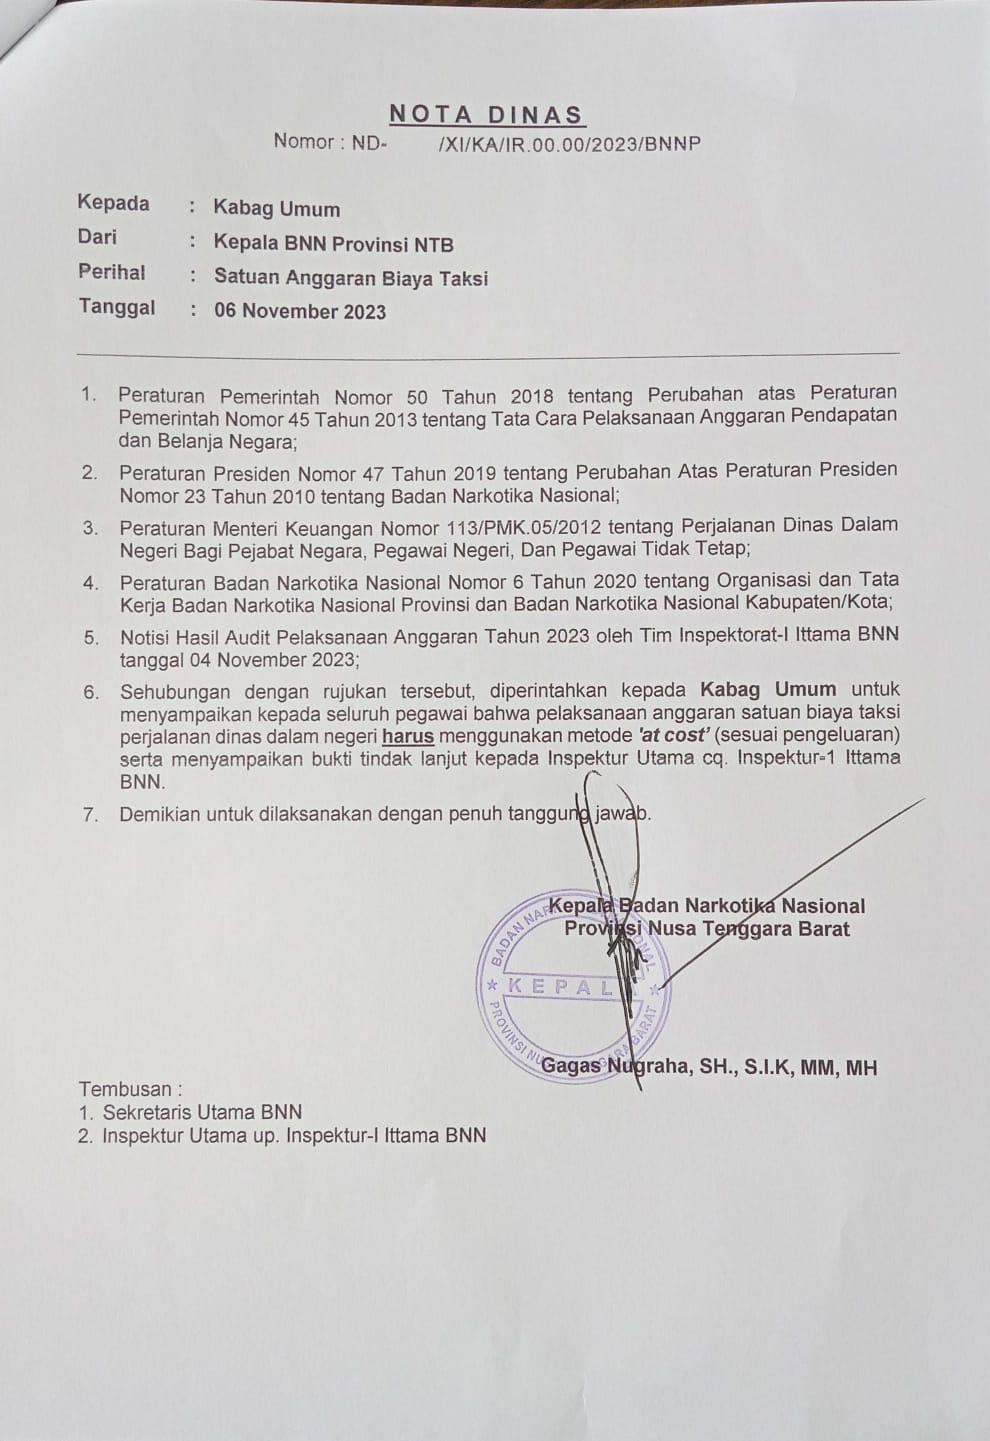 NOTA DINAS
Nomor : ND-        /XI/KA/IR.00.00/2023/BNNP
Kepada : Kabag Umum
Dari : Kepala BNN Provinsi NTB
Perihal : Satuan Anggaran Biaya Taksi
Tanggal : 06 November 2023
1. Peraturan Pemerintah Nomor 50 Tahun 2018 tentang Perubahan atas Peraturan
Pemerintah Nomor 45 Tahun 2013 tentang Tata Cara Pelaksanaan Anggaran Pendapatan
dan Belanja Negara;
2. Peraturan Presiden Nomor 47 Tahun 2019 tentang Perubahan Atas Peraturan Presiden
Nomor 23 Tahun 2010 tentang Badan Narkotika Nasional;
3. Peraturan Menteri Keuangan Nomor 113/PMK.05/2012 tentang Perjalanan Dinas Dalam
Negeri Bagi Pejabat Negara, Pegawai Negeri, Dan Pegawai Tidak Tetap;
4. Peraturan Badan Narkotika Nasional Nomor 6 Tahun 2020 tentang Organisasi dan Tata
Kerja Badan Narkotika Nasional Provinsi dan Badan Narkotika Nasional Kabupaten/Kota;
5. Notisi Hasil Audit Pelaksanaan Anggaran Tahun 2023 oleh Tim Inspektorat-I Ittama BNN
tanggal 04 November 2023;
6. Sehubungan dengan rujukan tersebut, diperintahkan kepada Kabag Umum untuk
menyampaikan kepada seluruh pegawai bahwa pelaksanaan anggaran satuan biaya taksi
perjalanan dinas dalam negeri harus menggunakan metode 'at cost' (sesuai pengeluaran)
serta menyampaikan bukti tindak lanjut kepada Inspektur Utama cq. Inspektur-1 Ittama
BNN.
7. Demikian untuk dilaksanakan dengan penuh tanggung jawab.
Kepala Badan Narkotika Nasional
Provinsi Nusa Tenggara Barat
KEPAL
Gagas Nugraha, SH., S.I.K, MM, MH
Tembusan :
1. Sekretaris Utama BNN
2. Inspektur Utama up. Inspektur-I Ittama BNN